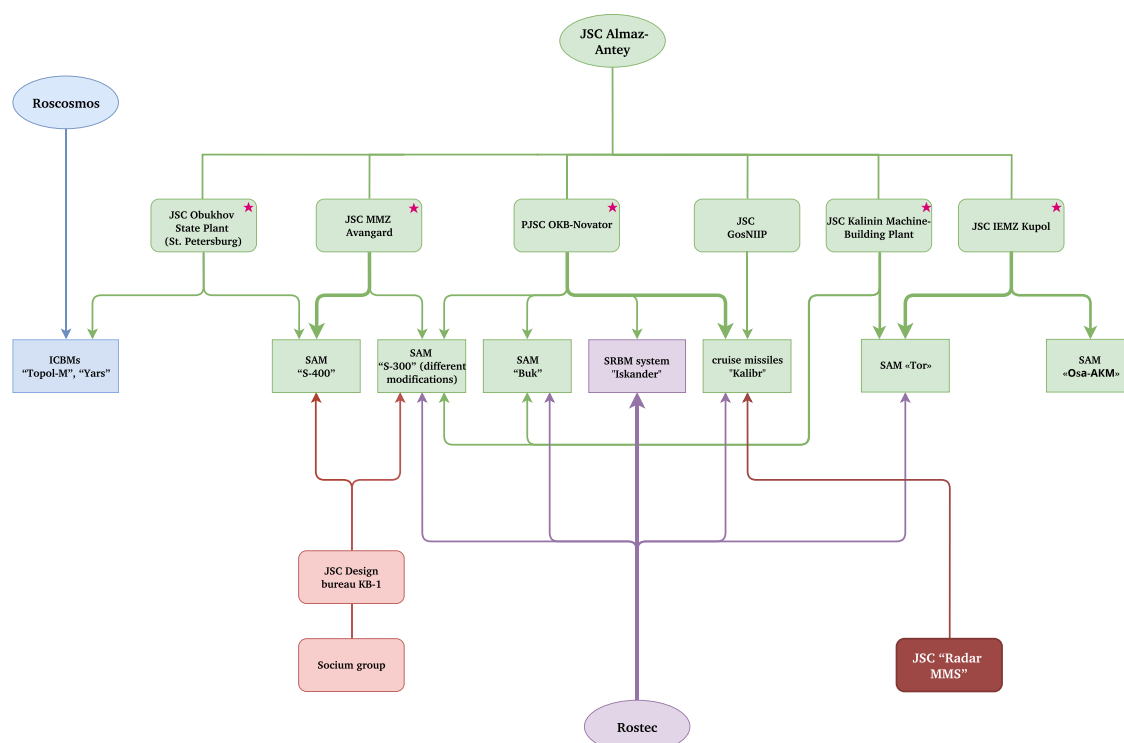 JSC Almaz-
Antey
Roscosmos
JSC Obukhov
State Plant
(St. Petersburg)
JSC MMZ
Avangard
PJSC OKB-Novator
JSC
GosNIIP
JSC Kalinin Machine-
Building Plant
JSC IEMZ Kupol
ICBMs
“Topol-M”, “Yars”
SAM
“S-400”
SAM
“S-300” (different
modifications)
SAM
“Buk”
SRBM system
"Iskander"
cruise missiles
"Kalibr"
SAM «Tor»
SAM
«Osa-AKM»
JSC Design
bureau KB-1
Socium group
JSC “Radar
MMS”
Rostec